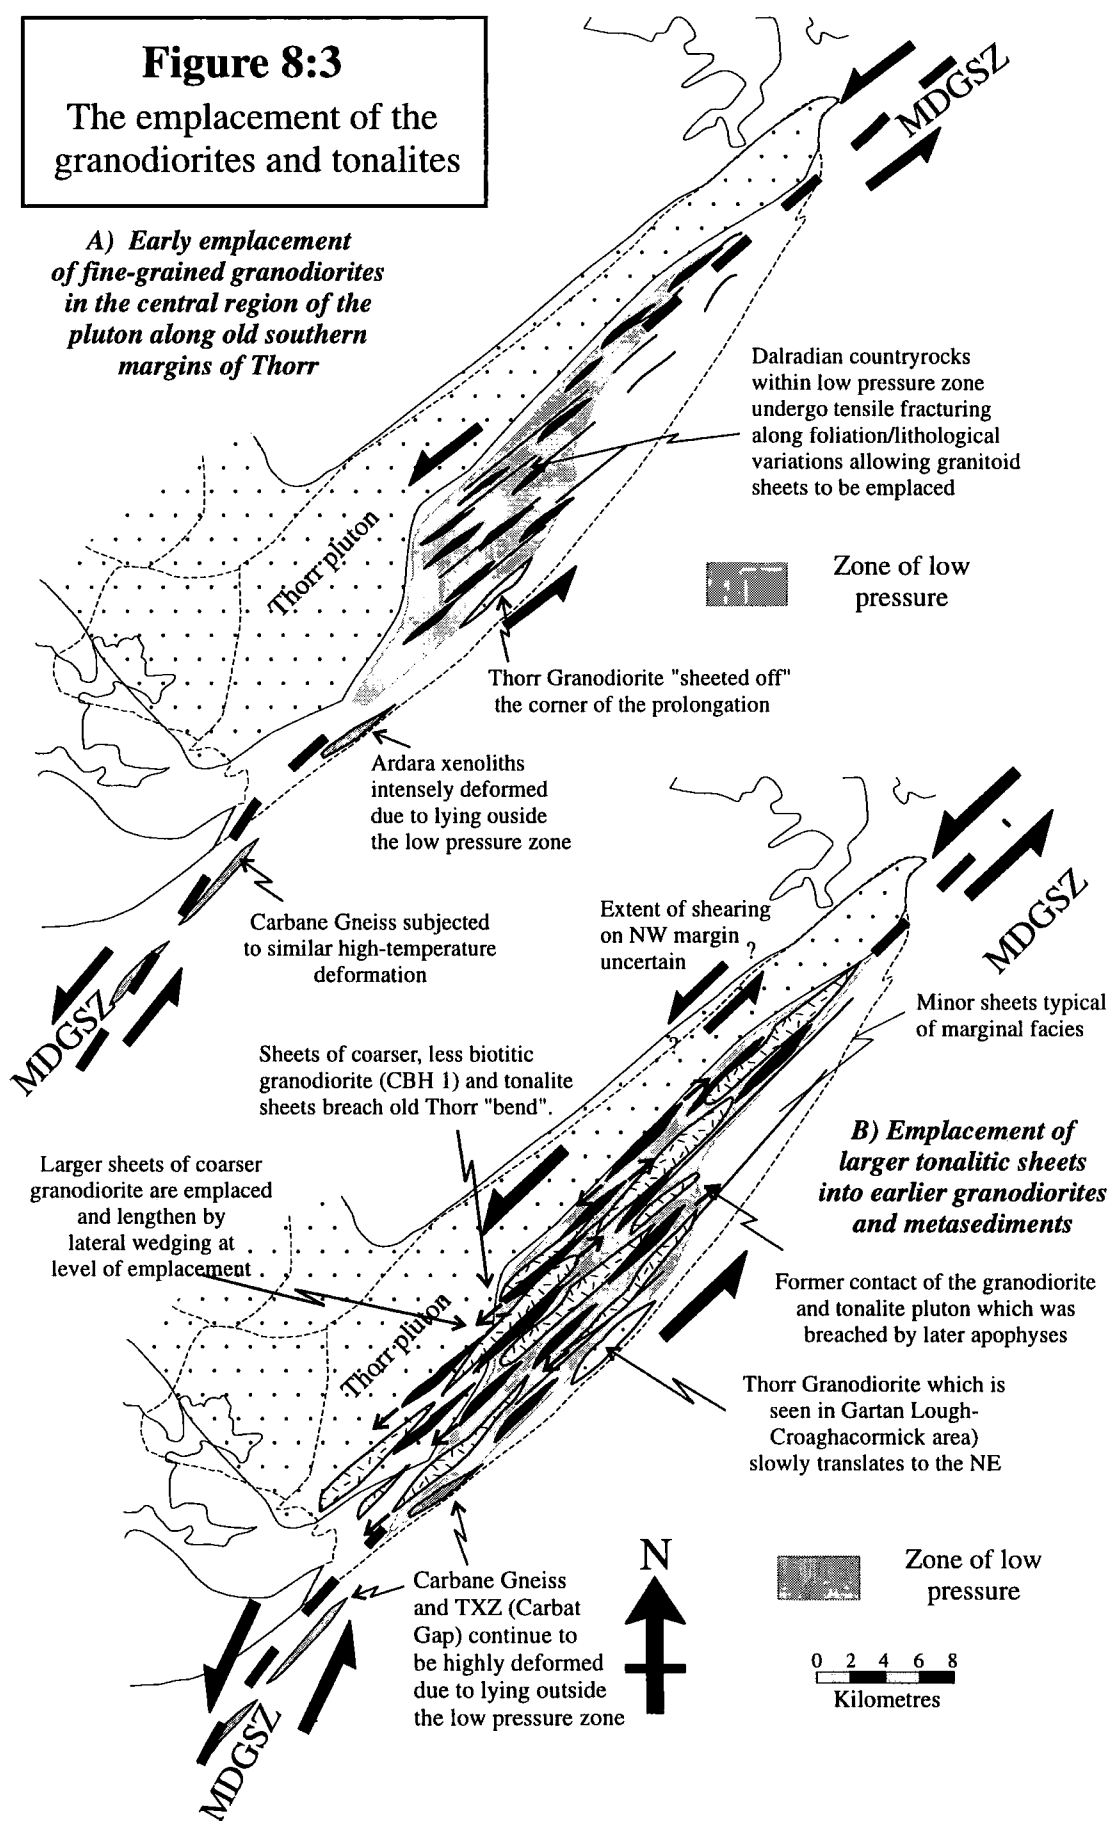 Figure 8:3
The emplacement of the
granodiorites and tonalites
MDGSZ
A) Early emplacement
of fine-grained granodiorites
in the central region of the
pluton along old southern
margins of Thorr
Dalradian countryrocks
within low pressure zone
undergo tensile fracturing
along foliation/lithological
variations allowing granitoid
sheets to be emplaced
Thorr pluton
Zone of low
pressure
Thorr Granodiorite "sheeted off"
the corner of the prolongation
Ardara xenoliths
intensely deformed
due to lying ouside
the low pressure zone
Carbane Gneiss subjected
to similar high-temperature
deformation
MDGSZ
MDGSZ
Extent of shearing
on NW margin
uncertain
?
?
Minor sheets typical
of marginal facies
Sheets of coarser, less biotitic
granodiorite (CBH 1) and tonalite
sheets breach old Thorr "bend".
B) Emplacement of
larger tonalitic sheets
into earlier granodiorites
and metasediments
Larger sheets of coarser
granodiorite are emplaced
and lengthen by
lateral wedging at
level of emplacement
Former contact of the granodiorite
and tonalite pluton which was
breached by later apophyses
Thorr pluton
Thorr Granodiorite which is
seen in Gartan Lough-
Croaghacormick area)
slowly translates to the NE
N
Zone of low
pressure
Carbane Gneiss
and TXZ (Carbat
Gap) continue to
be highly deformed
due to lying outside
the low pressure zone
0 2 4 6 8
Kilometres
MDGSZ